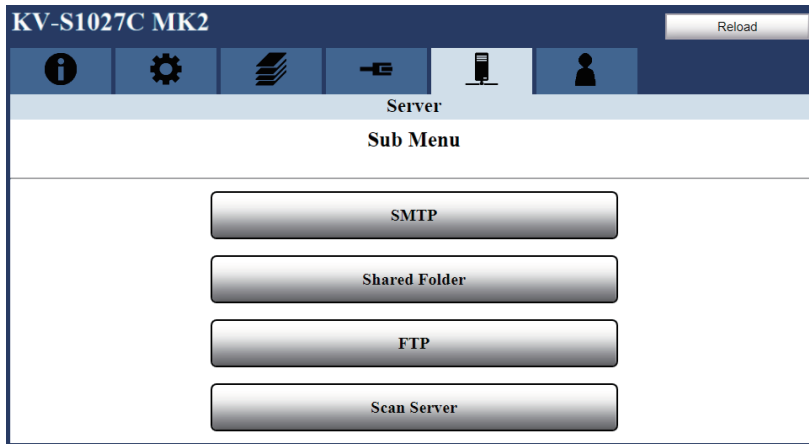 KV-S1027C MK2
Reload
Server
Sub Menu
SMTP
Shared Folder
FTP
Scan Server